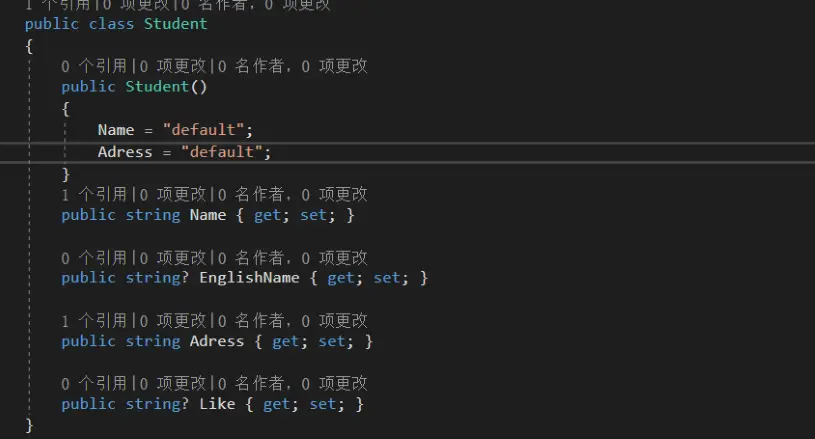 1 个引用|0 项更改|0 名作者, 0 项更改
public class Student
{
0 个引用|0 项更改|0 名作者, 0 项更改
public Student()
{
Name = "default";
Adress = "default";
}
1 个引用|0 项更改|0 名作者, 0 项更改
public string Name { get; set; }
0 个引用|0 项更改|0 名作者, 0 项更改
public string? EnglishName { get; set; }
1 个引用|0 项更改|0 名作者, 0 项更改
public string Adress { get; set; }
0 个引用|0 项更改|0 名作者, 0 项更改
public string? Like { get; set; }
}